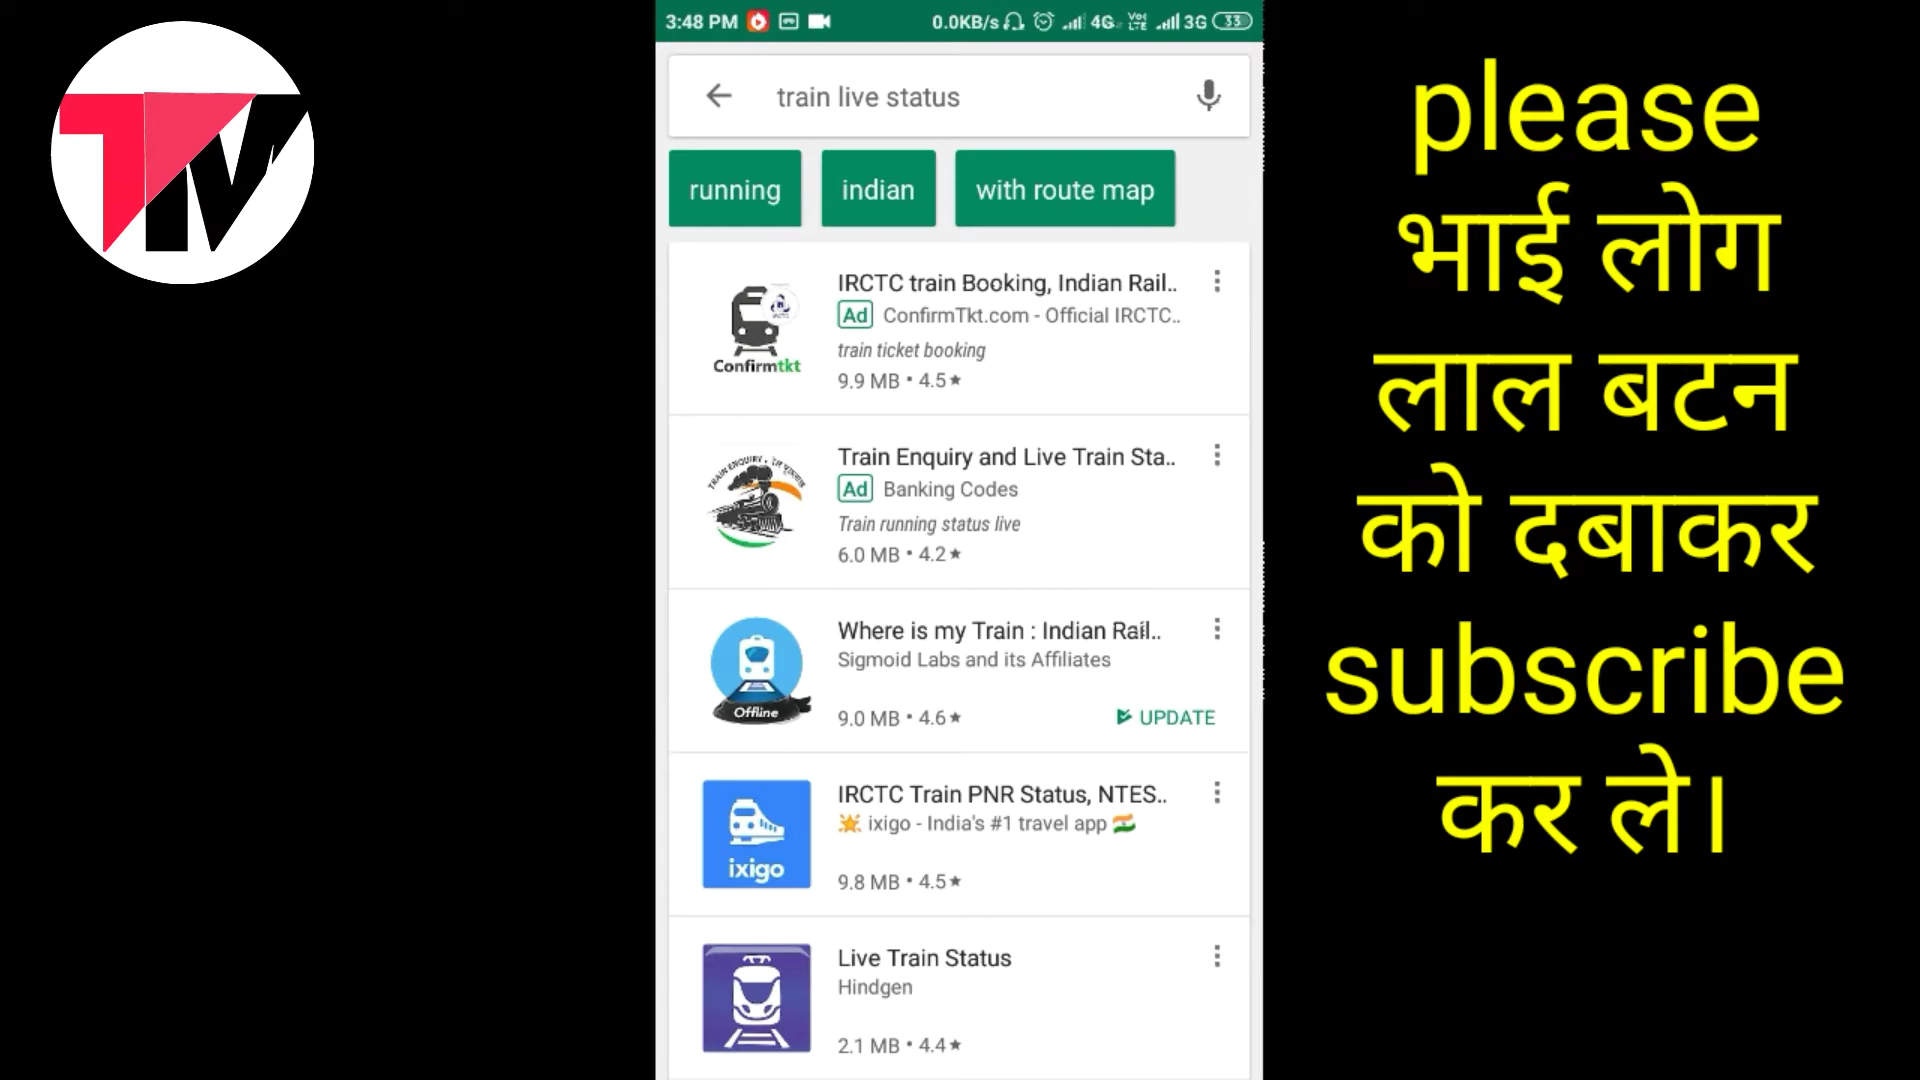 TM
3:48 PM
0.0KB/s 4G VoLTE 3G 33
train live status
running
indian
with route map
IRCTC train Booking, Indian Rail..
Ad ConfirmTkt.com - Official IRCTC..
train ticket booking
9.9 MB • 4.5★
Confirmtkt
Train Enquiry and Live Train Sta..
Ad Banking Codes
Train running status live
6.0 MB • 4.2★
TRAIN ENQUIRY •
Where is my Train : Indian Rail..
Sigmoid Labs and its Affiliates
9.0 MB • 4.6★
UPDATE
Offline
IRCTC Train PNR Status, NTES..
ixigo - India's #1 travel app
9.8 MB • 4.5★
ixigo
Live Train Status
Hindgen
2.1 MB • 4.4★
please
भाई लोग
लाल बटन
को दबाकर
subscribe
कर ले।